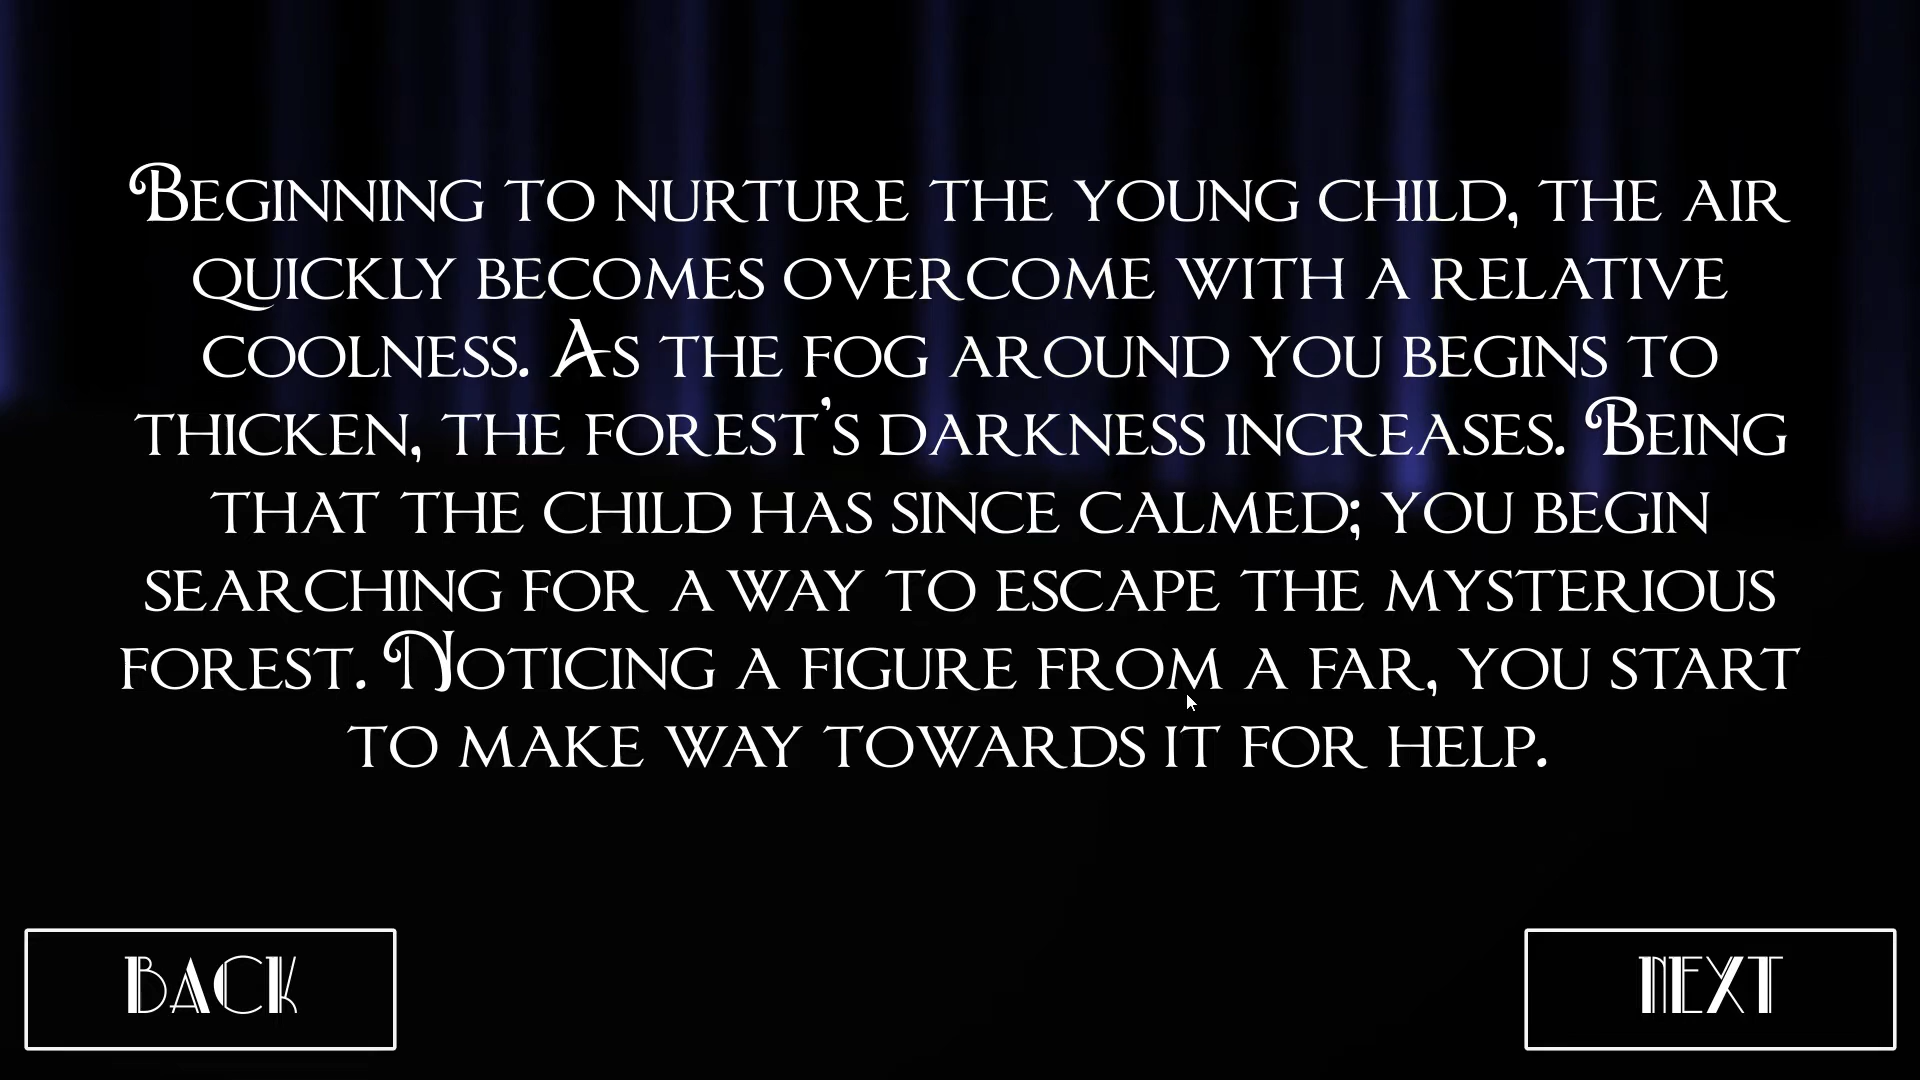 Beginning to nurture the young child, the air
quickly becomes overcome with a relative
coolness. As the fog around you begins to
thicken, the forest's darkness increases. Being
that the child has since calmed; you begin
searching for a way to escape the mysterious
forest. Noticing a figure from a far, you start
to make way towards it for help.
BACK
NEXT